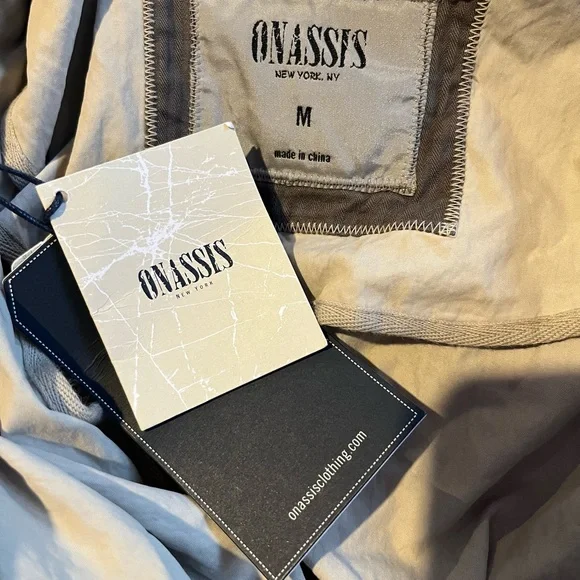 ONASSIS
NEW YORK, NY
M
made in china
ONASSIS
NEW YORK
onassisclothing.com